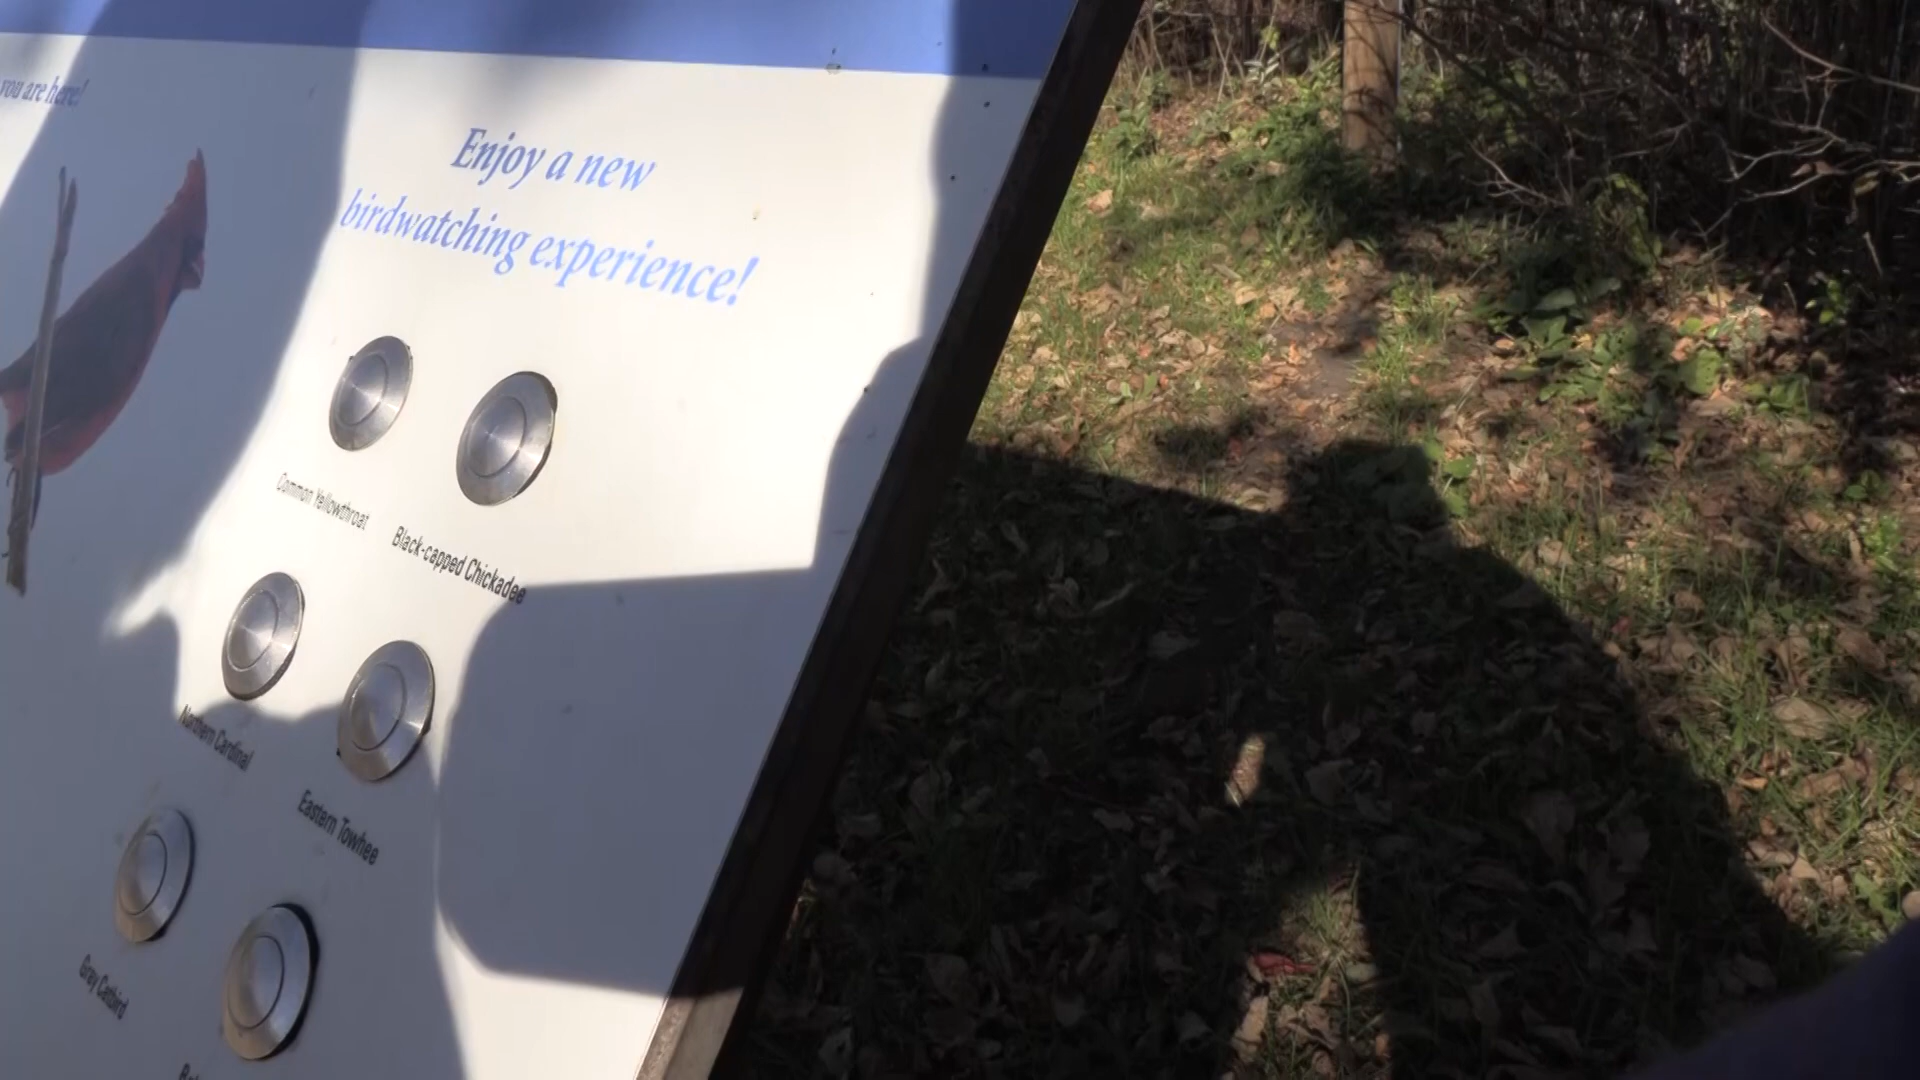 you are here!
Enjoy a new
birdwatching experience!
Common Yellowthroat
Black-capped Chickadee
Northern Cardinal
Eastern Towhee
Gray Catbird